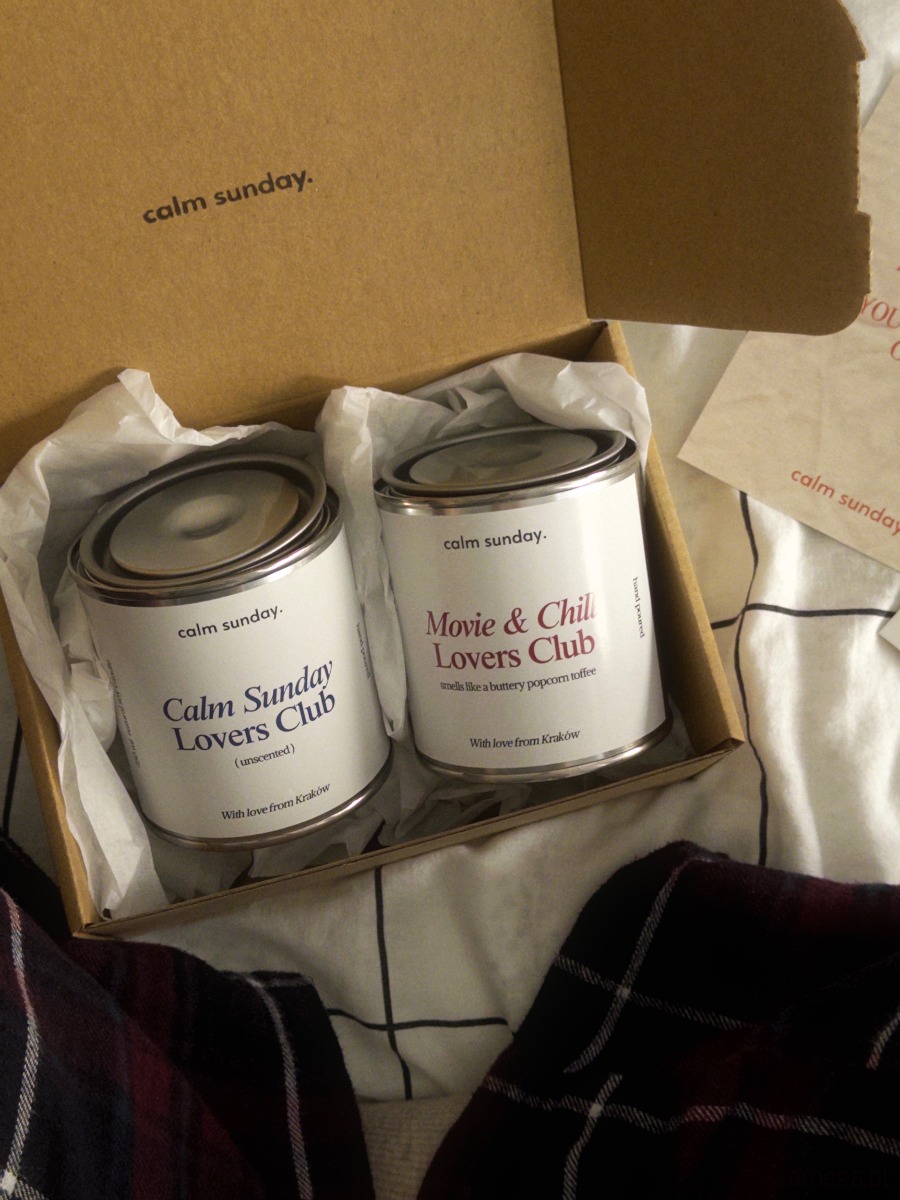 calm sunday.
YOU
calm sunday
calm sunday.
Calm Sunday
Lovers Club
( unscented )
With love from Kraków
calm sunday.
Movie & Chill
Lovers Club
smells like a buttery popcorn toffee
With love from Kraków
hand poured